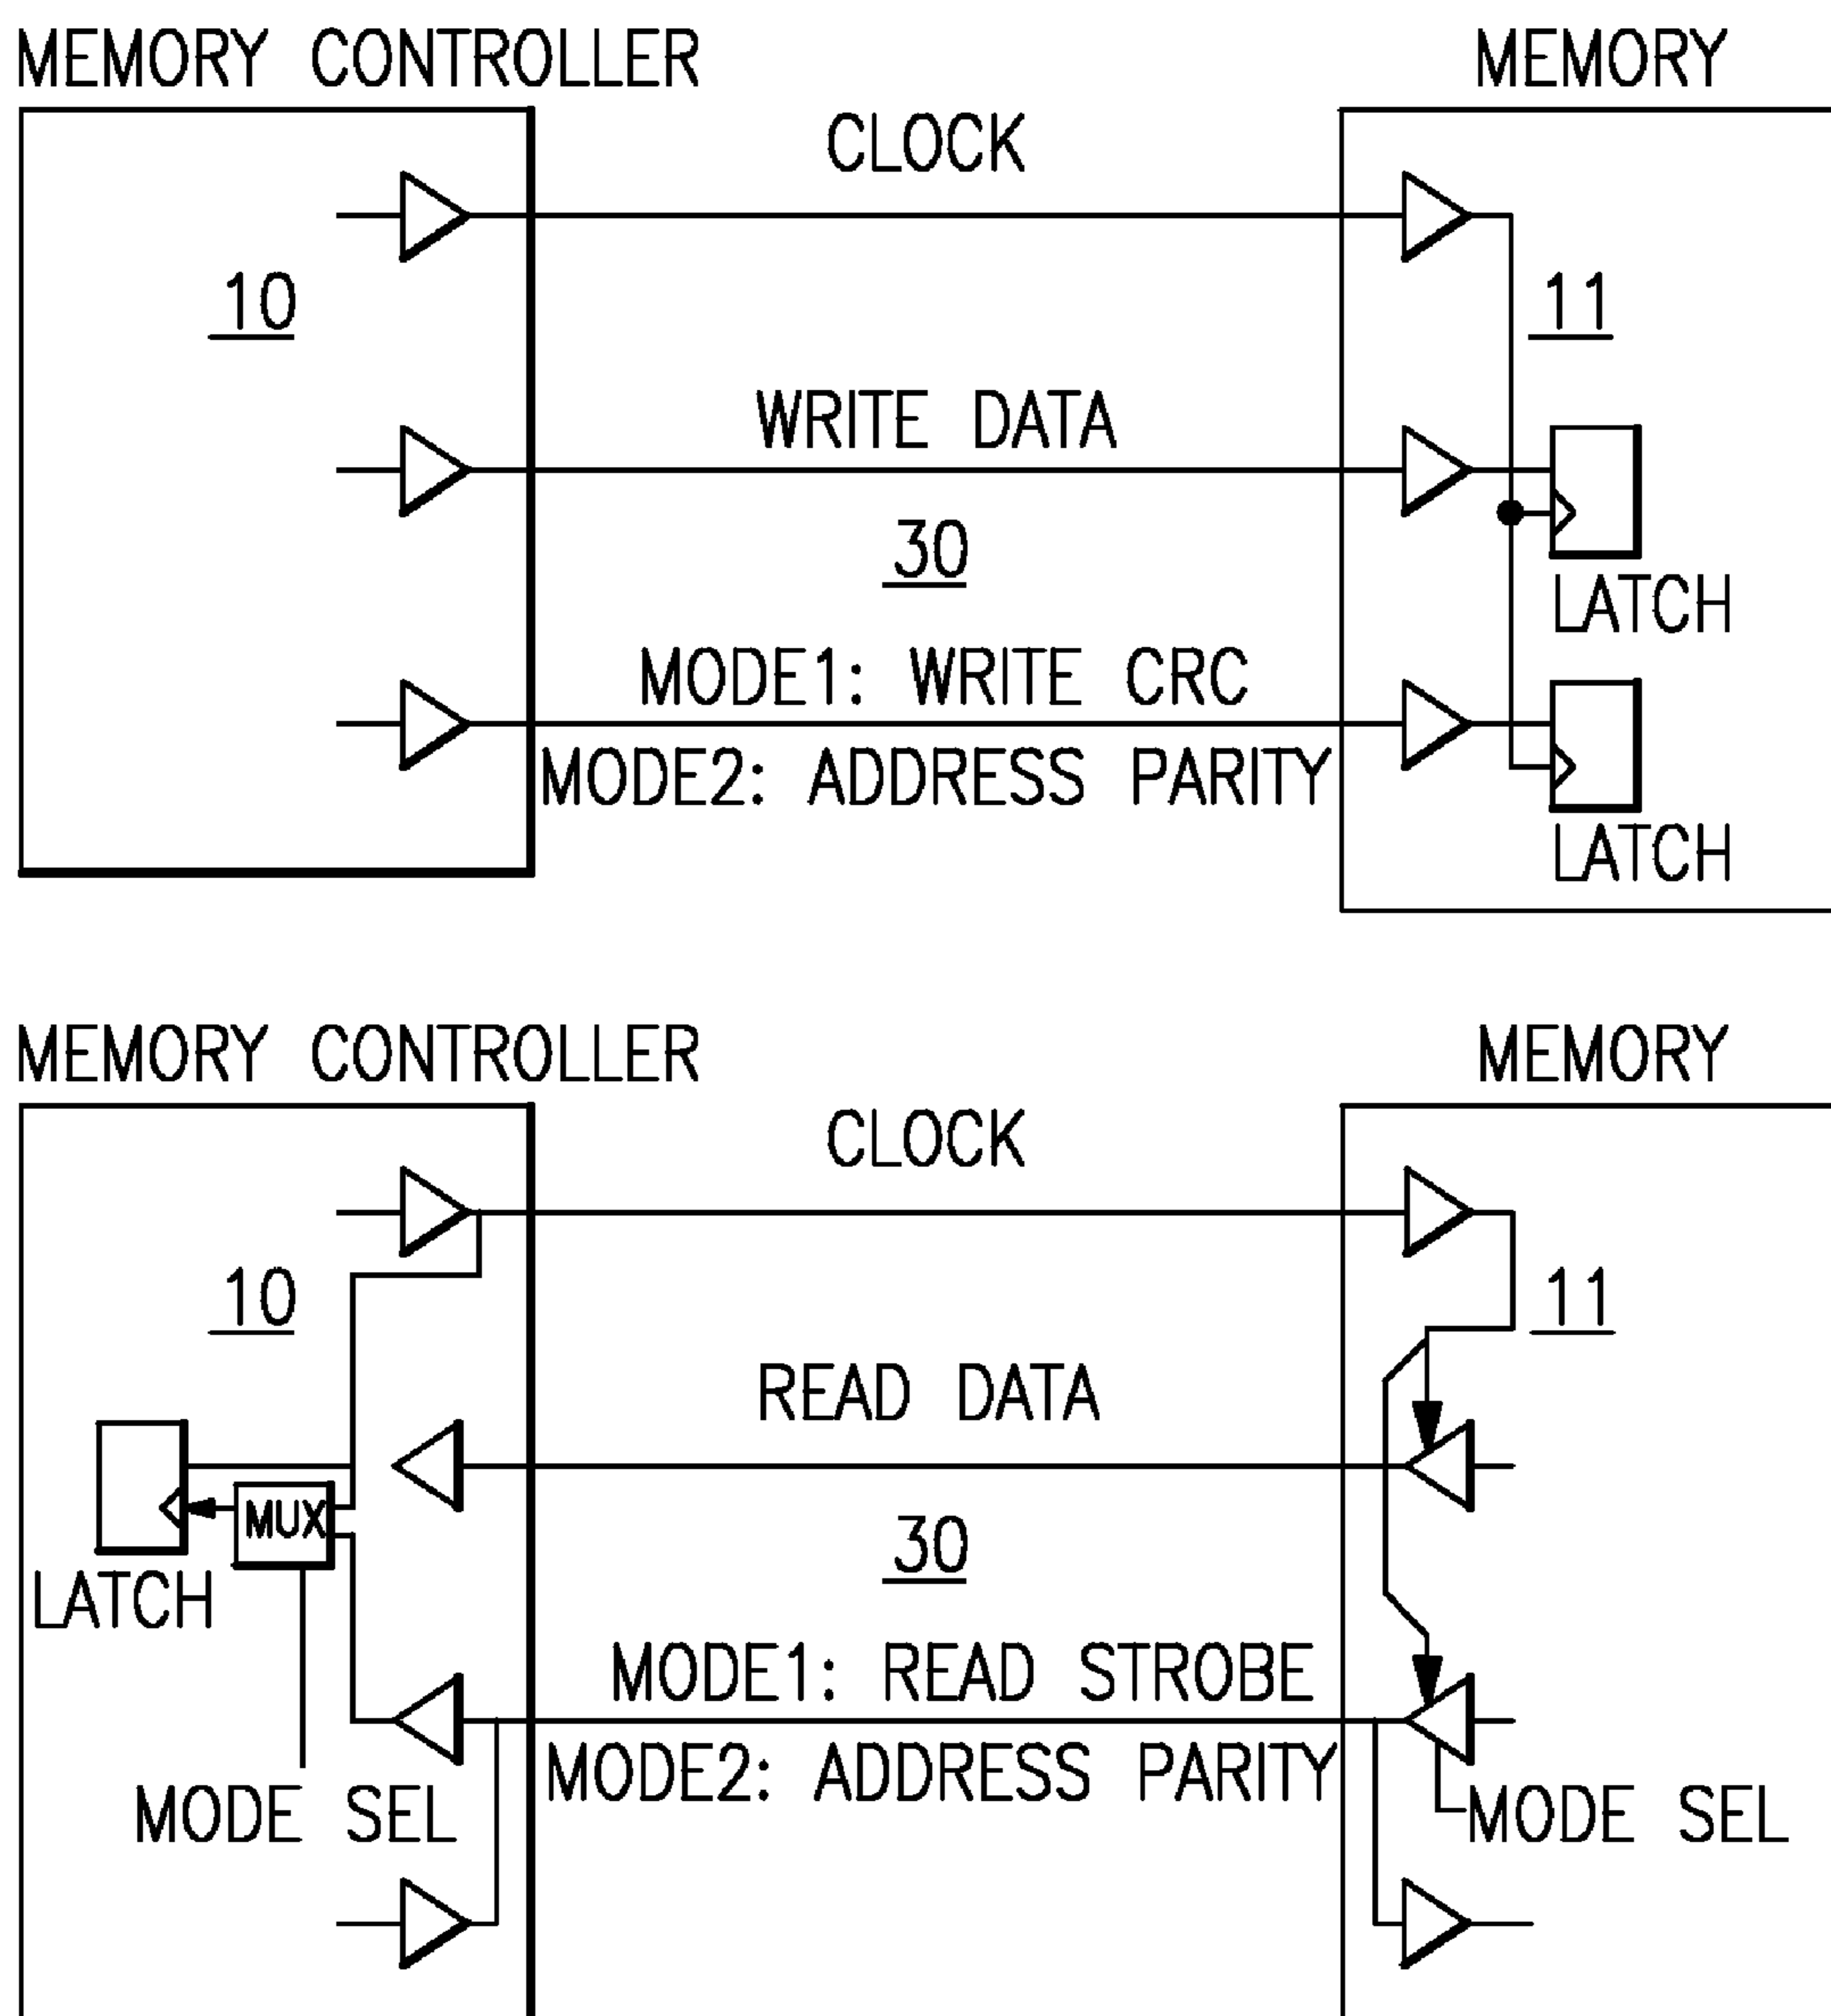 MEMORY CONTROLLER MEMORY
CLOCK
10 11
WRITE DATA
30
LATCH
MODE1: WRITE CRC
MODE2: ADDRESS PARITY
LATCH
MEMORY CONTROLLER MEMORY
CLOCK
10 11
READ DATA
MUX
30
LATCH
MODE1: READ STROBE
MODE2: ADDRESS PARITY
MODE SEL MODE SEL